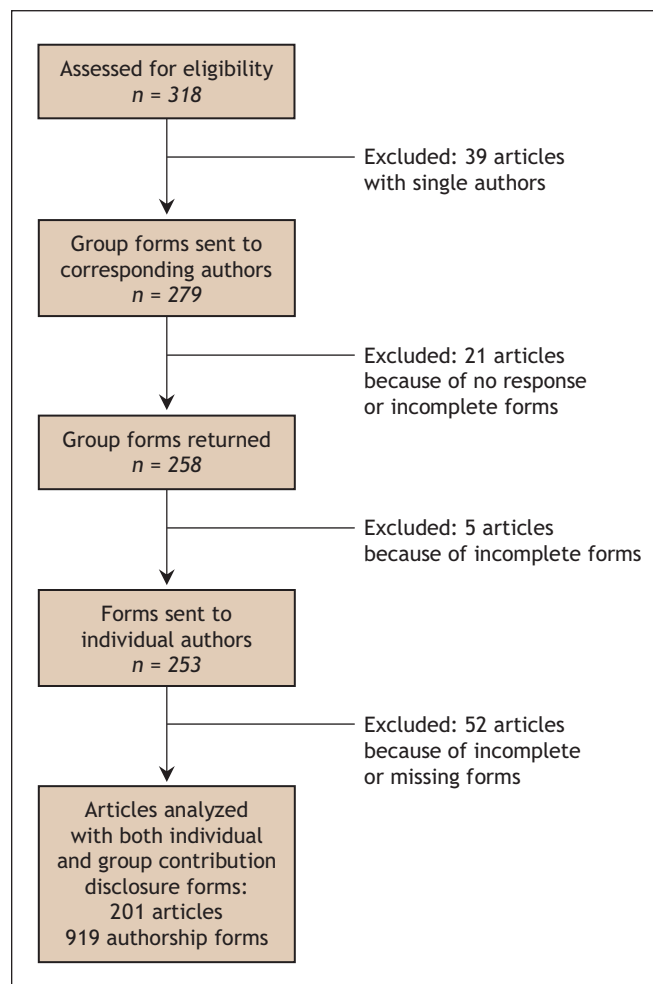 Assessed for eligibility
n = 318
Excluded: 39 articles
with single authors
Group forms sent to
corresponding authors
n = 279
Excluded: 21 articles
because of no response
or incomplete forms
Group forms returned
n = 258
Excluded: 5 articles
because of incomplete forms
Forms sent to
individual authors
n = 253
Excluded: 52 articles
because of incomplete
or missing forms
Articles analyzed
with both individual
and group contribution
disclosure forms:
201 articles
919 authorship forms